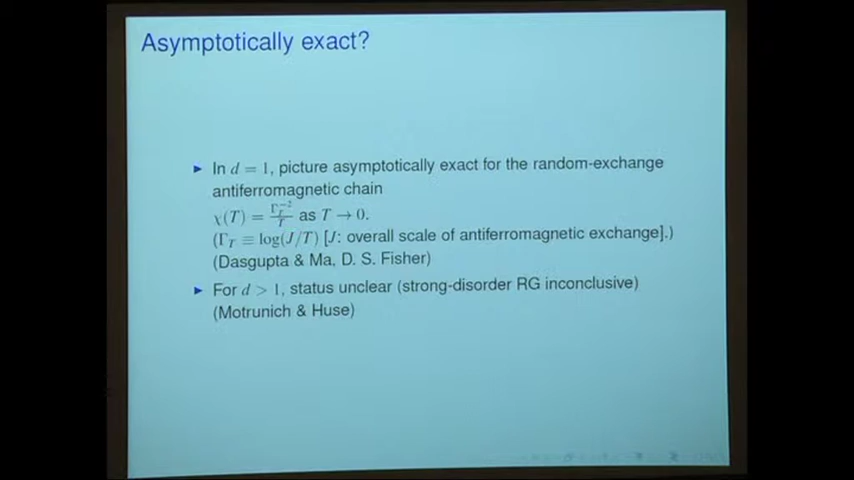 Asymptotically exact?
► In d = 1, picture asymptotically exact for the random-exchange
antiferromagnetic chain
χ(T) = Γ_T^{-2}/T as T → 0.
(Γ_T ≡ log(J/T) [J: overall scale of antiferromagnetic exchange].)
(Dasgupta & Ma, D. S. Fisher)
► For d > 1, status unclear (strong-disorder RG inconclusive)
(Motrunich & Huse)